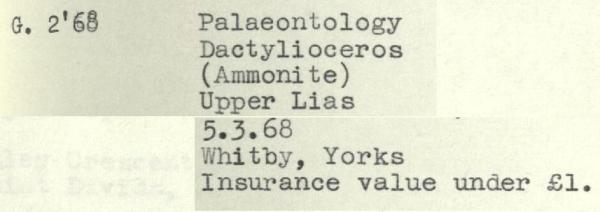 G. 2'68 Palaeontology
Dactylioceros
(Ammonite)
Upper Lias
5.3.68
Whitby, Yorks
Insurance value under £1.